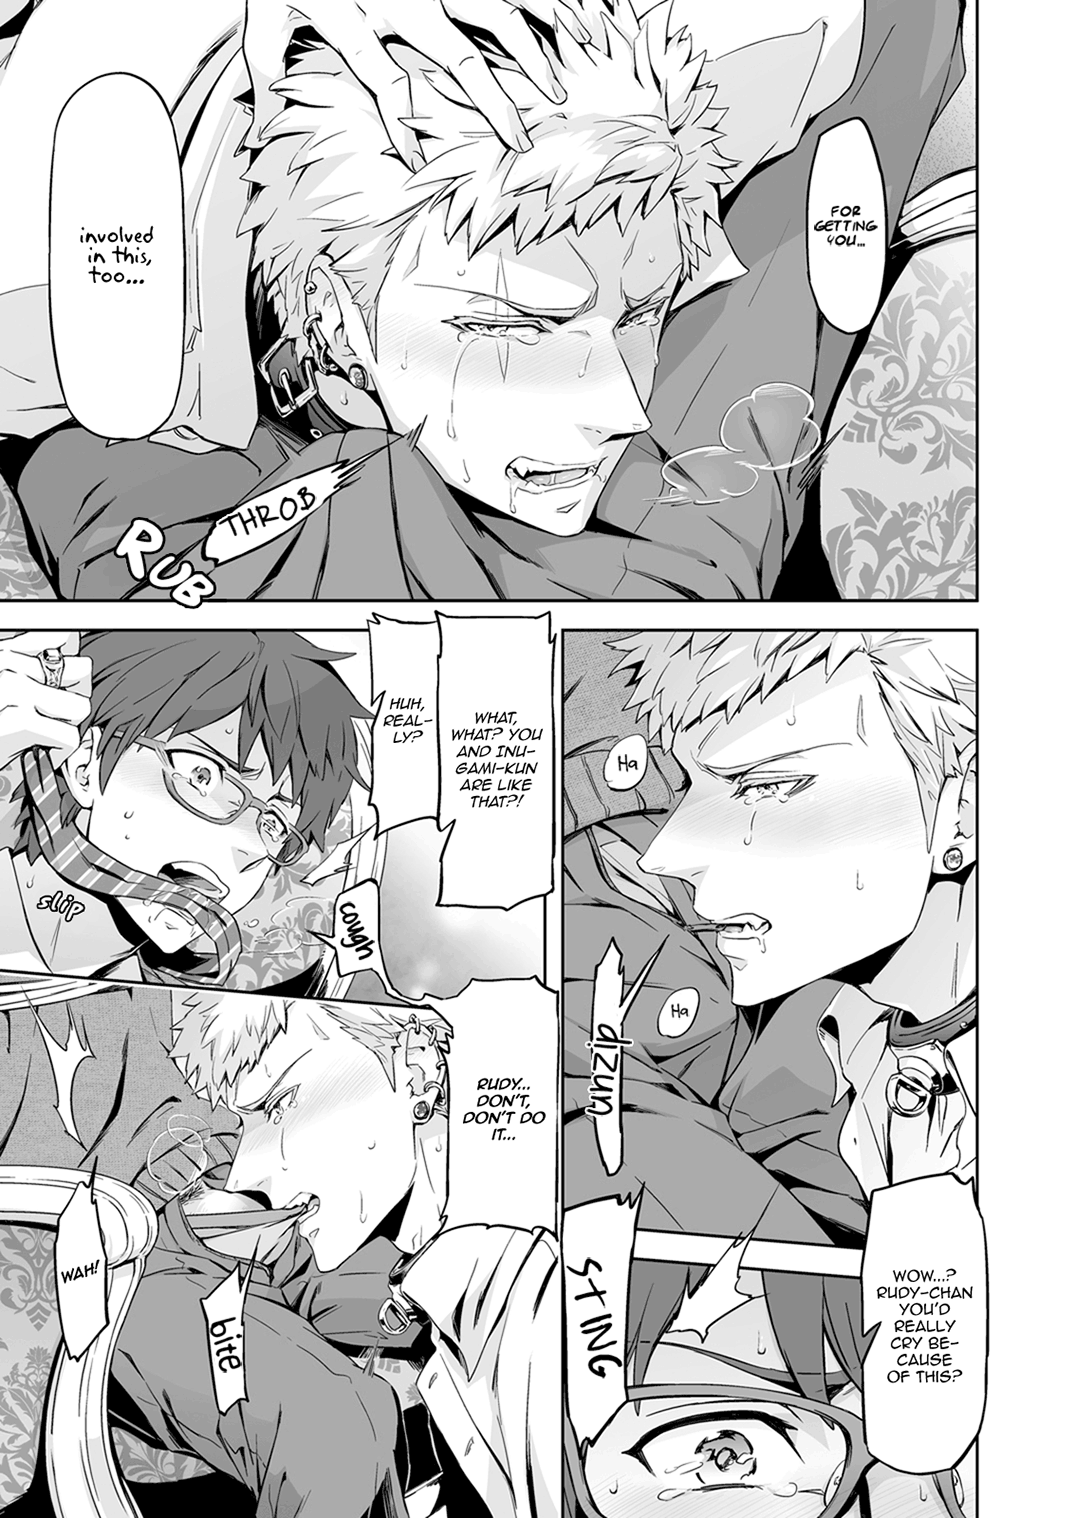 FOR
GETTING
YOU...
involved
in this,
too...
THROB
RUB
Ha
Ha
unzip
WHAT,
WHAT? YOU
AND INU-
GAMI-KUN
ARE LIKE
THAT?!
HUH,
REAL-
LY?
slip
cough
RUDY...
DON'T,
DON'T DO
IT...
WAH!
bite
WOW...?
RUDY-CHAN
YOU'D
REALLY
CRY BE-
CAUSE
OF THIS?
STING